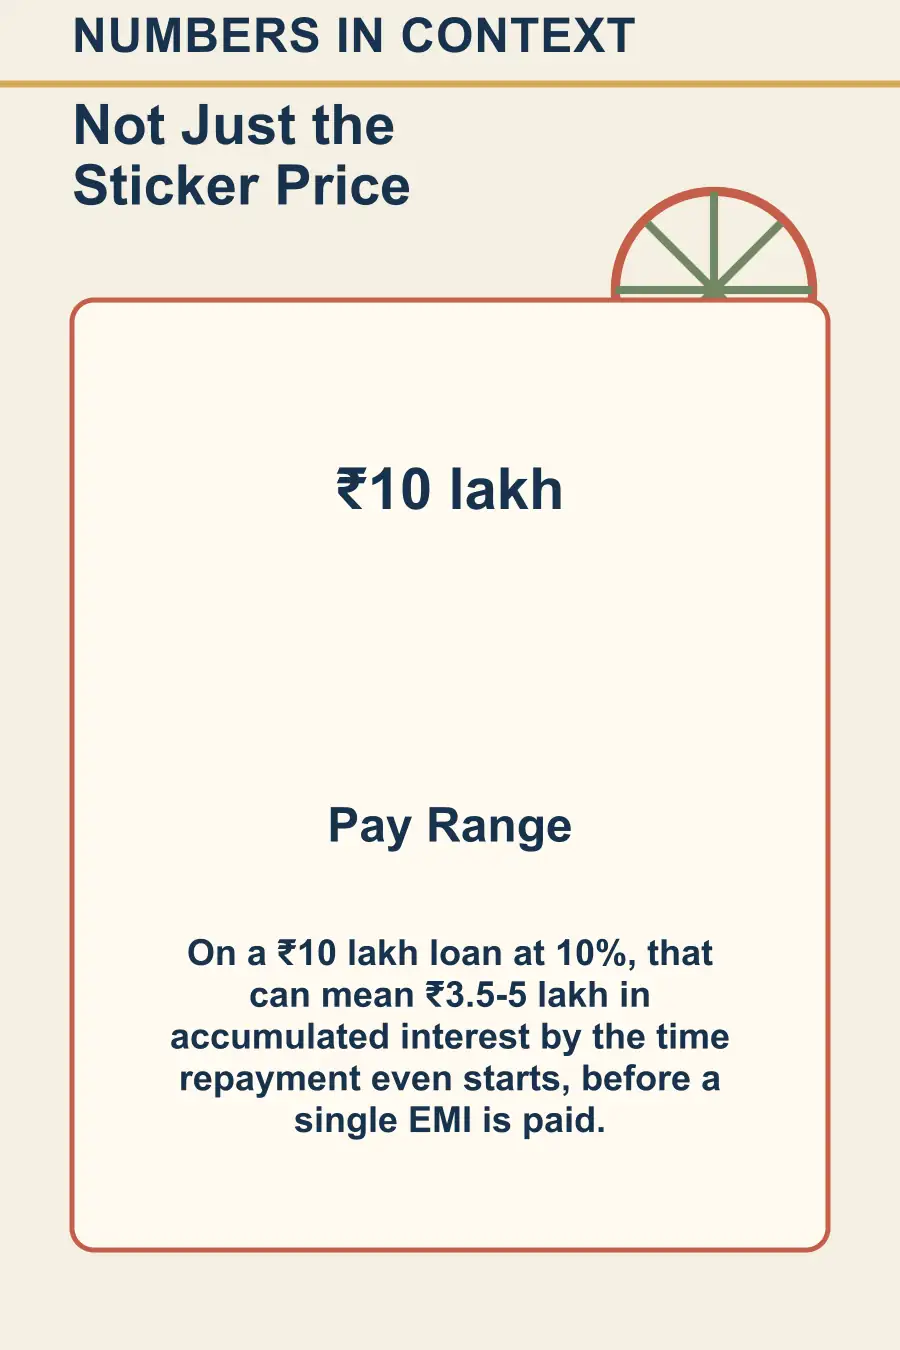 NUMBERS IN CONTEXT
Not Just the
Sticker Price
₹10 lakh
Pay Range
On a ₹10 lakh loan at 10%, that
can mean ₹3.5-5 lakh in
accumulated interest by the time
repayment even starts, before a
single EMI is paid.